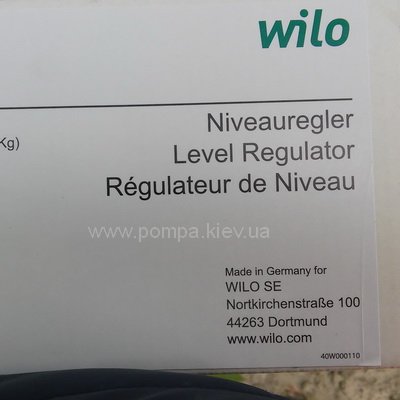 wilo
Niveauregler
Kg)
Level Regulator
Régulateur de Niveau
www.pompa.kiev.ua
Made in Germany for
WILO SE
Nortkirchenstraße 100
44263 Dortmund
www.wilo.com
40W000110